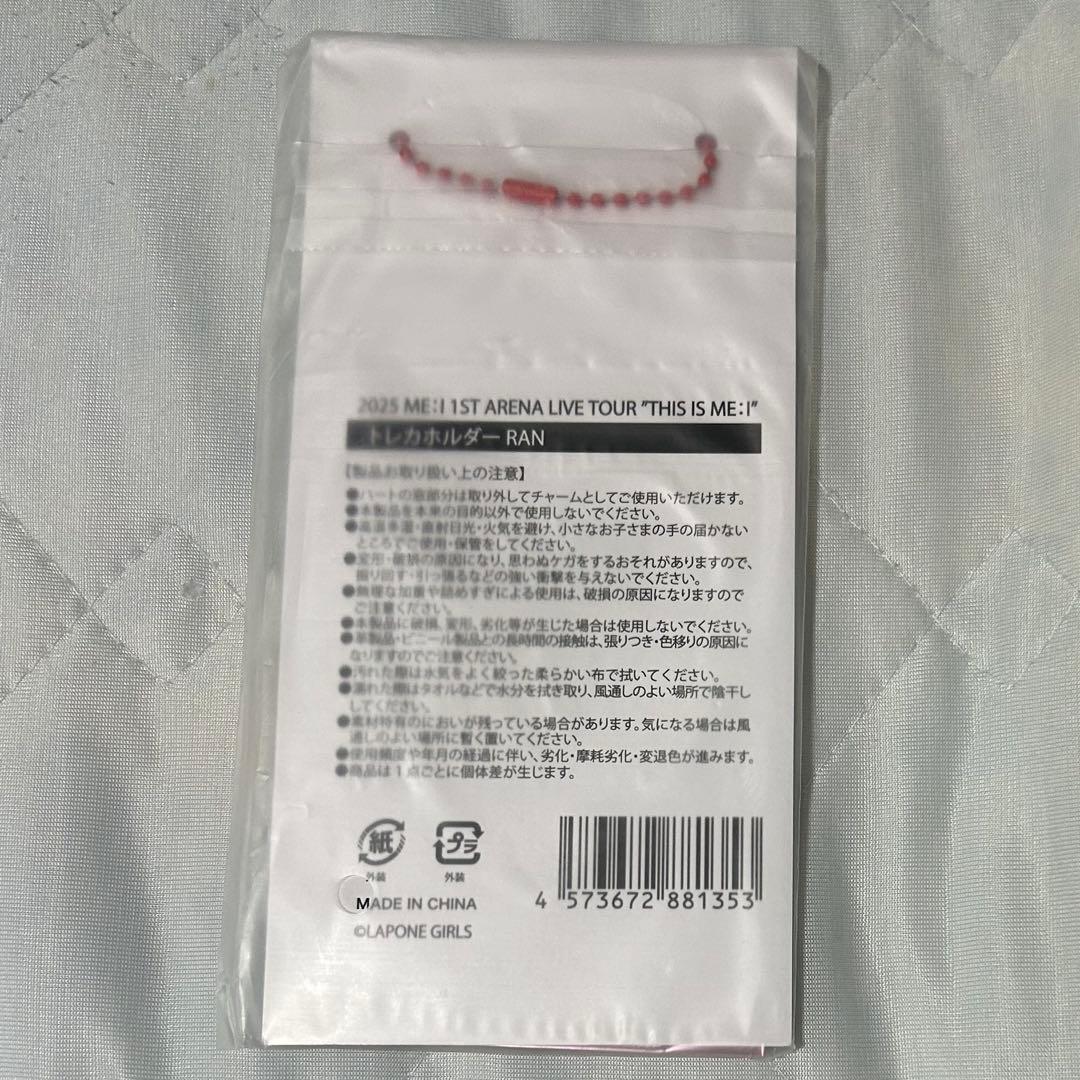 2025 ME:I 1ST ARENA LIVE TOUR "THIS IS ME:I"
トレカホルダー RAN
【製品お取り扱い上の注意】
●ハートの窓部分は取り外してチャームとしてご使用いただけます。
●本製品を本来の目的以外で使用しないでください。
●高温多湿・直射日光・火気を避け、小さなお子さまの手の届かない
ところでご使用・保管をしてください。
●変形・破損の原因になり、思わぬケガをするおそれがありますので、
振り回す・引っ張るなどの強い衝撃を与えないでください。
●無理な加重や詰めすぎによる使用は、破損の原因になりますので
ご注意ください。
●本製品に破損、変形、劣化等が生じた場合は使用しないでください。
●革製品・ビニール製品との長時間の接触は、張りつき・色移りの原因に
なりますのでご注意ください。
●汚れた際は水気をよく絞った柔らかい布で拭いてください。
●濡れた際はタオルなどで水分を拭き取り、風通しのよい場所で陰干し
してください。
●素材特有のにおいが残っている場合があります。気になる場合は風
通しのよい場所に暫く置いてください。
●使用頻度や年月の経過に伴い、劣化・摩耗劣化・変退色が進みます。
●商品は1点ごとに個体差が生じます。
紙 プラ
外装 外装
MADE IN CHINA
4 573672 881353
©LAPONE GIRLS